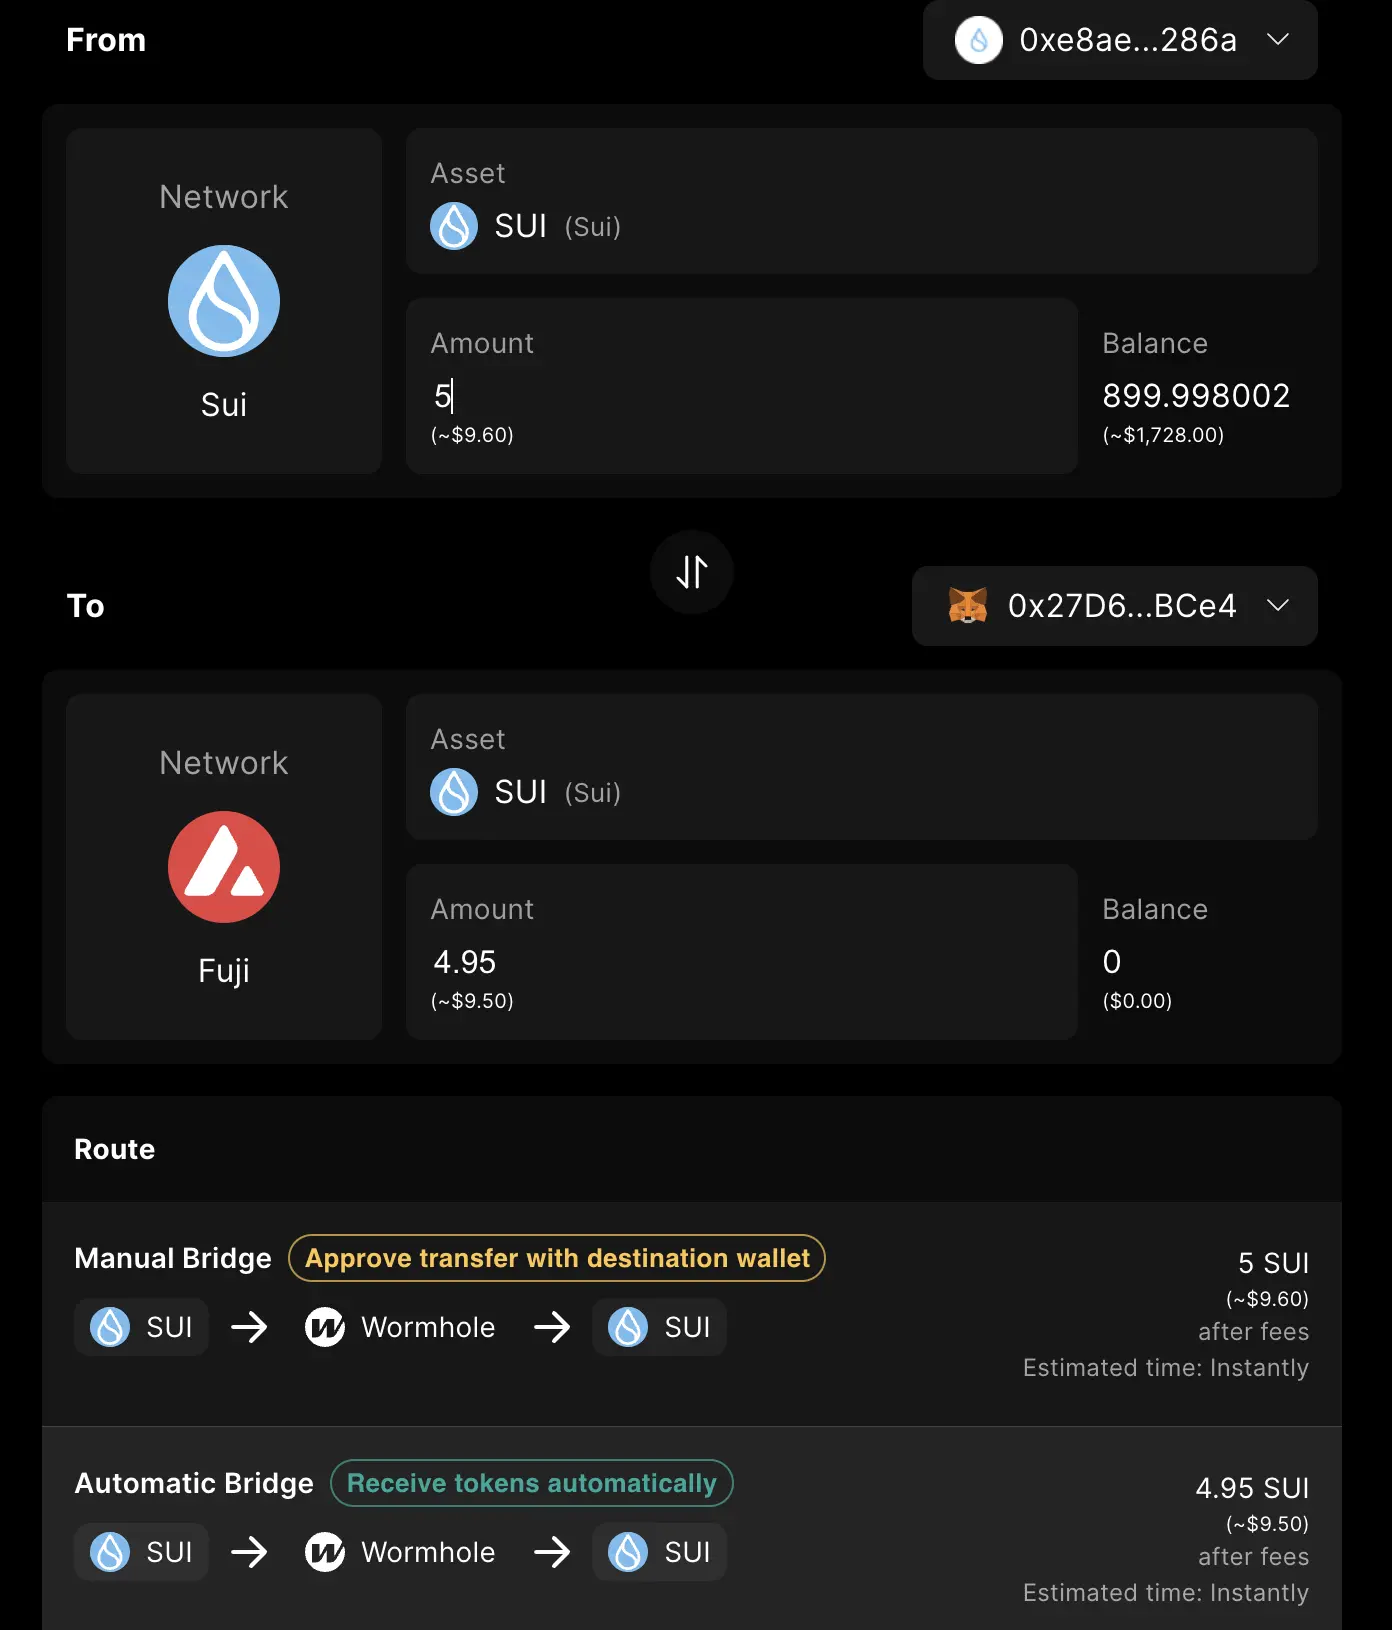 From
0xe8ae...286a
Network
Sui
Asset
SUI (Sui)
Amount
5
(~$9.60)
Balance
899.998002
(~$1,728.00)
To
0x27D6...BCe4
Network
Fuji
Asset
SUI (Sui)
Amount
4.95
(~$9.50)
Balance
0
($0.00)
Route
Manual Bridge Approve transfer with destination wallet
SUI Wormhole SUI
5 SUI
(~$9.60)
after fees
Estimated time: Instantly
Automatic Bridge Receive tokens automatically
SUI Wormhole SUI
4.95 SUI
(~$9.50)
after fees
Estimated time: Instantly